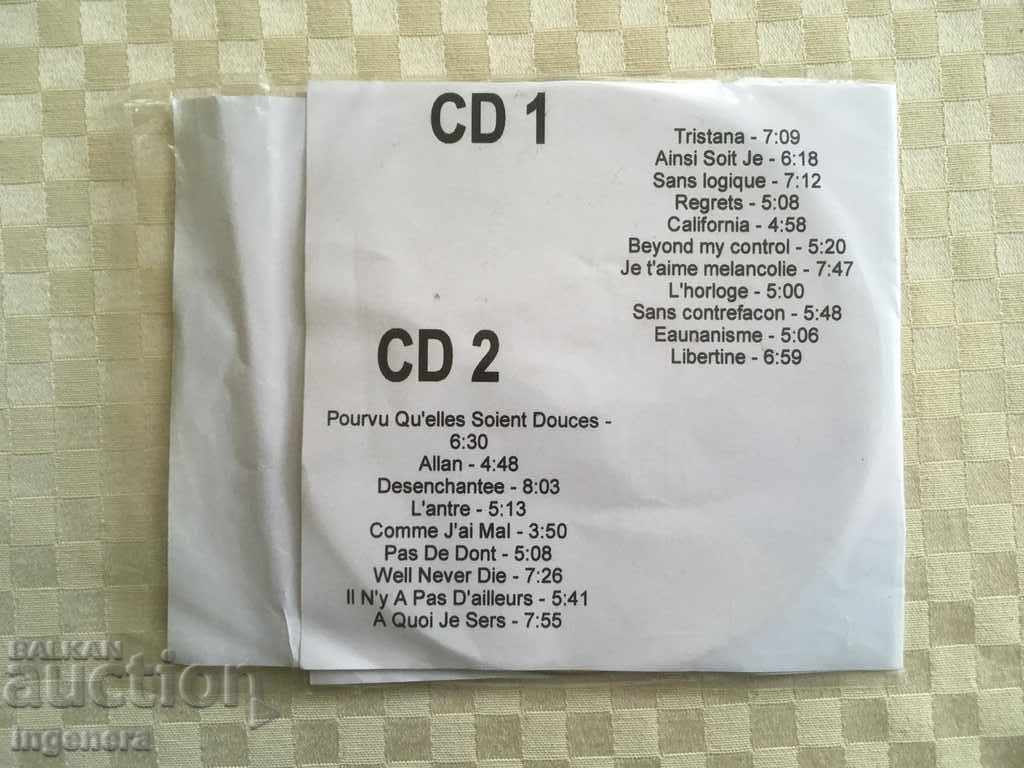 CD 1
Tristana - 7:09
Ainsi Soit Je - 6:18
Sans logique - 7:12
Regrets - 5:08
California - 4:58
Beyond my control - 5:20
Je t'aime melancolie - 7:47
L'horloge - 5:00
Sans contrefacon - 5:48
Eaunanisme - 5:06
Libertine - 6:59
CD 2
Pourvu Qu'elles Soient Douces -
6:30
Allan - 4:48
Desenchantee - 8:03
L'antre - 5:13
Comme J'ai Mal - 3:50
Pas De Dont - 5:08
Well Never Die - 7:26
Il N'y A Pas D'ailleurs - 5:41
A Quoi Je Sers - 7:55
BALKAN
auction
ingenera